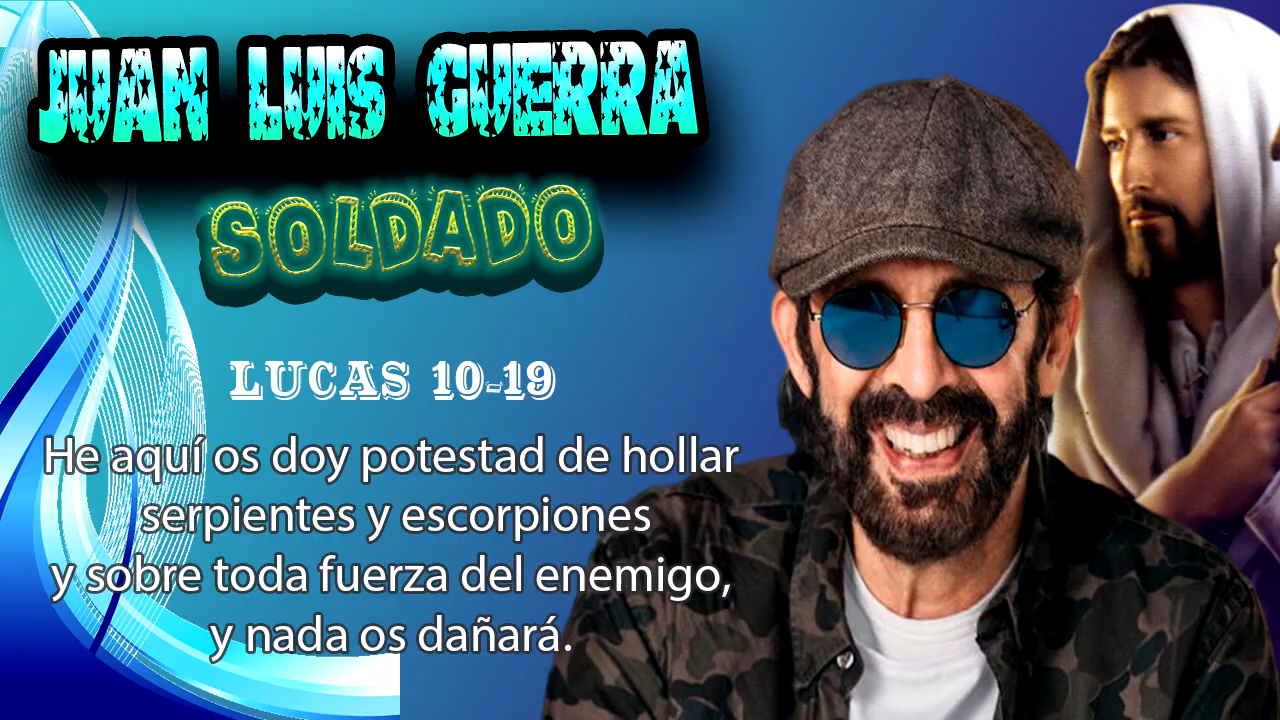 JUAN LUIS GUERRA
SOLDADO
LUCAS 10-19
He aquí os doy potestad de hollar
serpientes y escorpiones
y sobre toda fuerza del enemigo,
y nada os dañará.